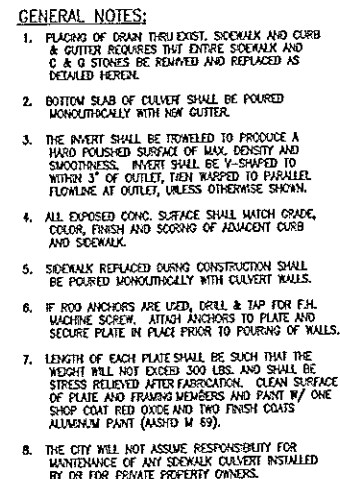 GENERAL NOTES:
1. PLACING OF DRAIN THRU EXIST. SIDEWALK AND CURB
& GUTTER REQUIRES THAT ENTIRE SIDEWALK AND
C & G STONES BE REMOVED AND REPLACED AS
DETAILED HEREIN.
2. BOTTOM SLAB OF CULVERT SHALL BE POURED
MONOLITHICALLY WITH NEW GUTTER.
3. THE INVERT SHALL BE TROWELED TO PRODUCE A
HARD POLISHED SURFACE OF MAX. DENSITY AND
SMOOTHNESS. INVERT SHALL BE V-SHAPED TO
WITHIN 3" OF OUTLET, THEN WARPED TO PARALLEL
FLOWLINE AT OUTLET, UNLESS OTHERWISE SHOWN.
4. ALL EXPOSED CONC. SURFACE SHALL MATCH GRADE,
COLOR, FINISH AND SCORING OF ADJACENT CURB
AND SIDEWALK.
5. SIDEWALK REPLACED DURING CONSTRUCTION SHALL
BE POURED MONOLITHICALLY WITH CULVERT WALLS.
6. IF ROD ANCHORS ARE USED, DRILL & TAP FOR F.H.
MACHINE SCREW. ATTACH ANCHORS TO PLATE AND
SECURE PLATE IN PLACE PRIOR TO POURING OF WALLS.
7. LENGTH OF EACH PLATE SHALL BE SUCH THAT THE
WEIGHT WILL NOT EXCEED 300 LBS. AND SHALL BE
STRESS RELIEVED AFTER FABRICATION. CLEAN SURFACE
OF PLATE AND FRAMING MEMBERS AND PAINT W/ ONE
SHOP COAT RED OXIDE AND TWO FINISH COATS
ALUMINUM PAINT (AASHTO M 69).
8. THE CITY WILL NOT ASSUME RESPONSIBILITY FOR
MAINTENANCE OF ANY SIDEWALK CULVERT INSTALLED
BY OR FOR PRIVATE PROPERTY OWNERS.